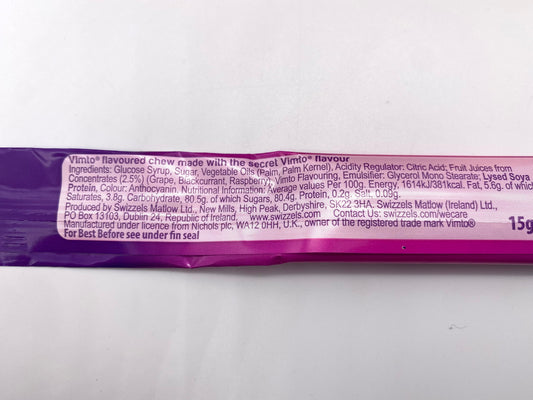 Vimto® flavoured chew made with the secret Vimto® flavour
Ingredients: Glucose Syrup, Sugar, Vegetable Oils (Palm, Palm Kernel), Acidity Regulator: Citric Acid; Fruit Juices from
Concentrates (2.5%) (Grape, Blackcurrant, Raspberry), Vimto Flavouring, Emulsifier: Glycerol Mono Stearate: Lysed Soya
Protein, Colour: Anthocyanin. Nutritional Information: Average values Per 100g. Energy, 1614kJ/381kcal. Fat, 5.6g. of which
Saturates, 3.8g. Carbohydrate, 80.5g. of which Sugars, 80.4g. Protein, 0.2g. Salt, 0.09g.
Produced by Swizzels Matlow Ltd., New Mills, High Peak, Derbyshire, SK22 3HA. Swizzels Matlow (Ireland) Ltd.,
PO Box 13103, Dublin 24, Republic of Ireland. www.swizzels.com Contact Us: swizzels.com/wecare
Manufactured under licence from Nichols plc, WA12 0HH, U.K., owner of the registered trade mark Vimto®
For Best Before see under fin seal
15g